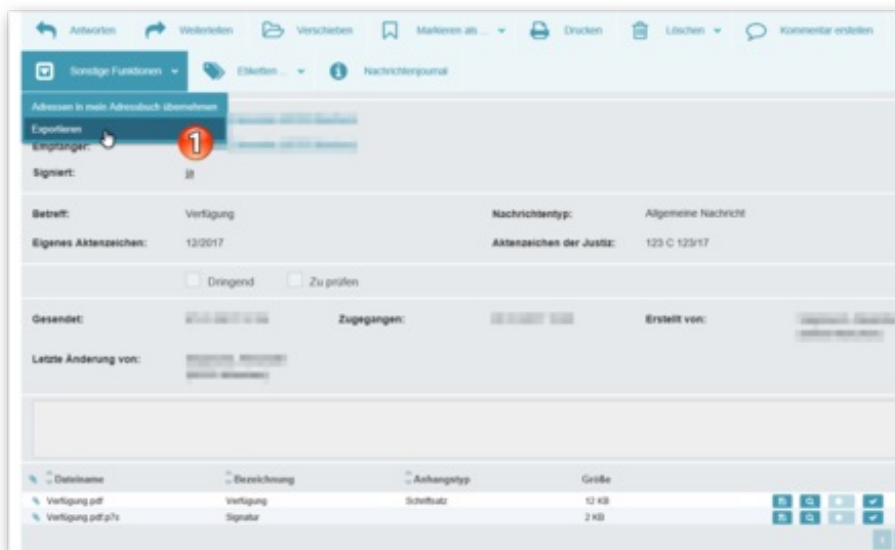 Antworten Weiterleiten Verschieben Markieren als ... Drucken Löschen Kommentar erstellen
Sonstige Funktionen Etiketten ... Nachrichtenjournal
Adressen in mein Adressbuch übernehmen
Exportieren
1
Empfänger:
Signiert: ja
Betreff: Verfügung Nachrichtentyp: Allgemeine Nachricht
Eigenes Aktenzeichen: 12/2017 Aktenzeichen der Justiz: 123 C 123/17
Dringend Zu prüfen
Gesendet: Zugegangen: Erstellt von:
Letzte Änderung von:
Dateiname Bezeichnung Anhangstyp Größe
Verfügung.pdf Verfügung Schriftsatz 12 KB
Verfügung.pdf.p7s Signatur 2 KB